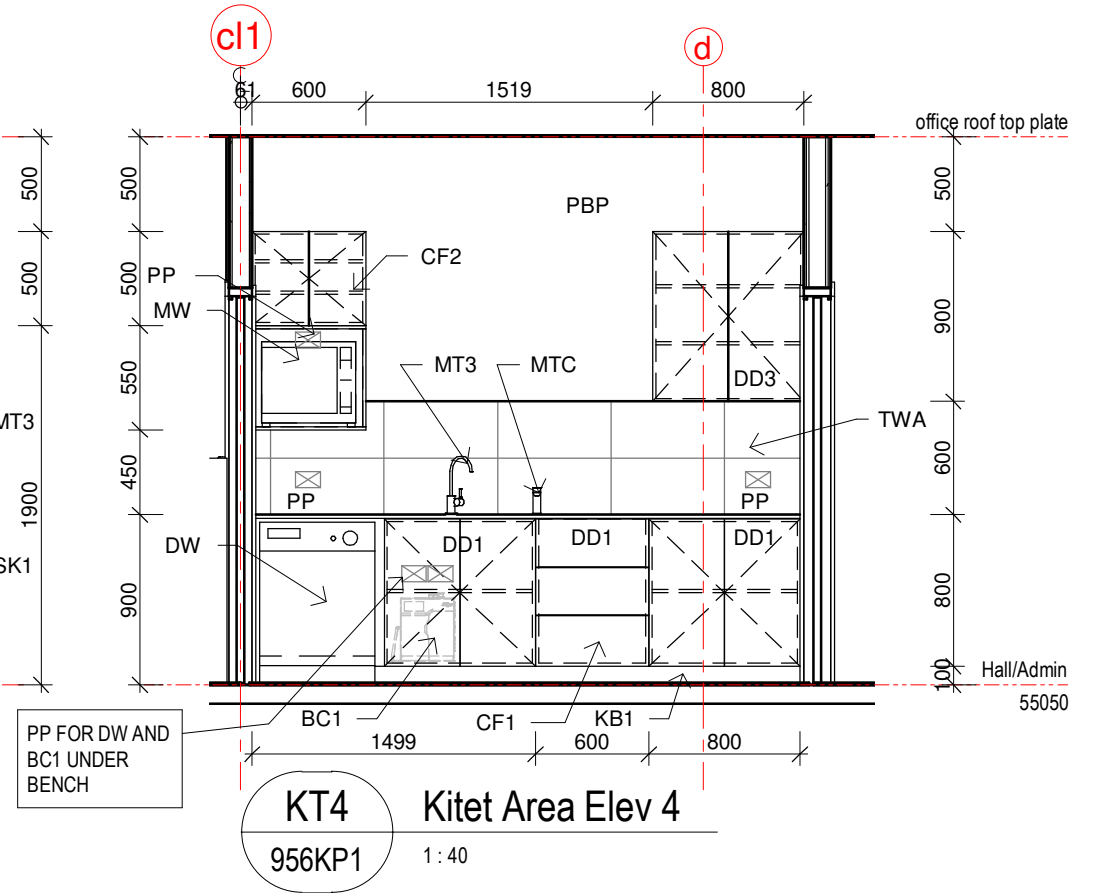 cl1
d
61
600
1519
800
office roof top plate
500
500
500
PBP
500
500
PP
CF2
900
MW
550
MT3
MTC
DD3
MT3
TWA
450
600
PP
PP
1900
DW
DD1
DD1
DD1
SK1
900
800
100
Hall/Admin
55050
PP FOR DW AND
BC1 UNDER
BENCH
BC1
CF1
KB1
1499
600
800
KT4
Kitet Area Elev 4
956KP1
1 : 40